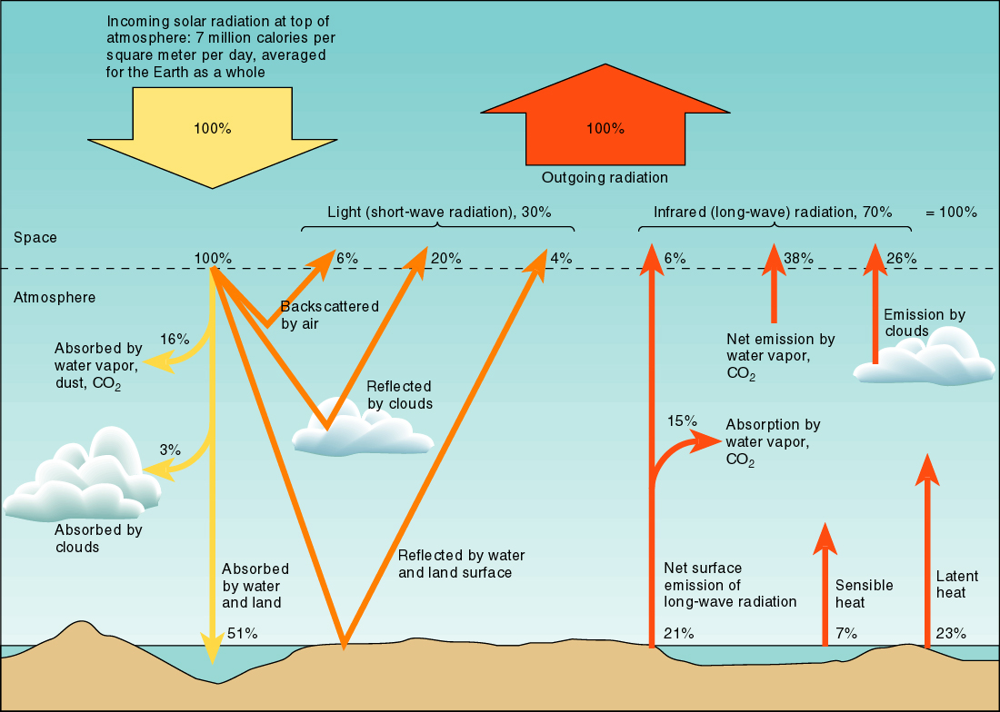 Incoming solar radiation at top of
atmosphere: 7 million calories per
square meter per day, averaged
for the Earth as a whole
100%
100%
Outgoing radiation
Light (short-wave radiation), 30%
Infrared (long-wave) radiation, 70%
= 100%
Space
100%
6%
20%
4%
6%
38%
26%
Atmosphere
Backscattered
by air
16%
Absorbed by
water vapor,
dust, CO₂
Reflected
by clouds
3%
Absorbed by
clouds
Emission by
clouds
Net emission by
water vapor,
CO₂
15%
Absorption by
water vapor,
CO₂
Absorbed
by water
and land
51%
Reflected by water
and land surface
Net surface
emission of
long-wave radiation
21%
Sensible
heat
7%
Latent
heat
23%